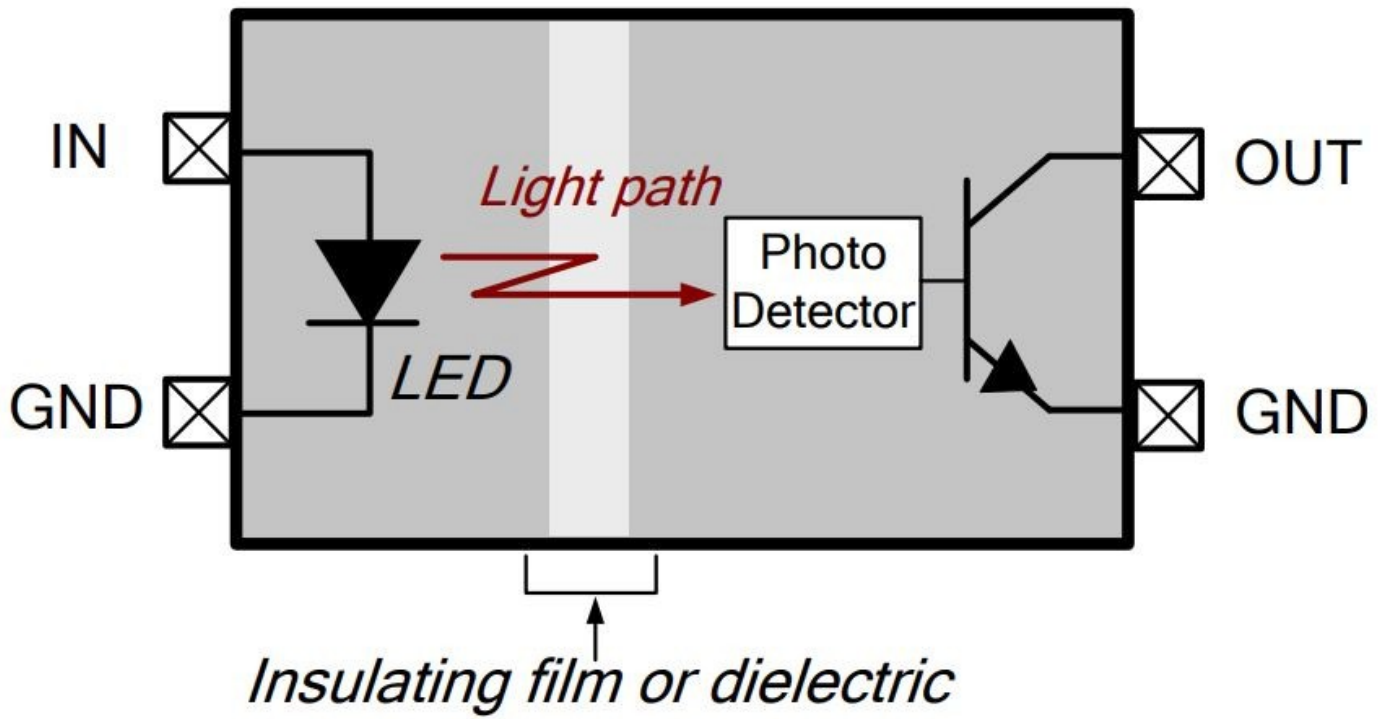 IN
Light path
OUT
Photo
Detector
LED
GND
GND
Insulating film or dielectric